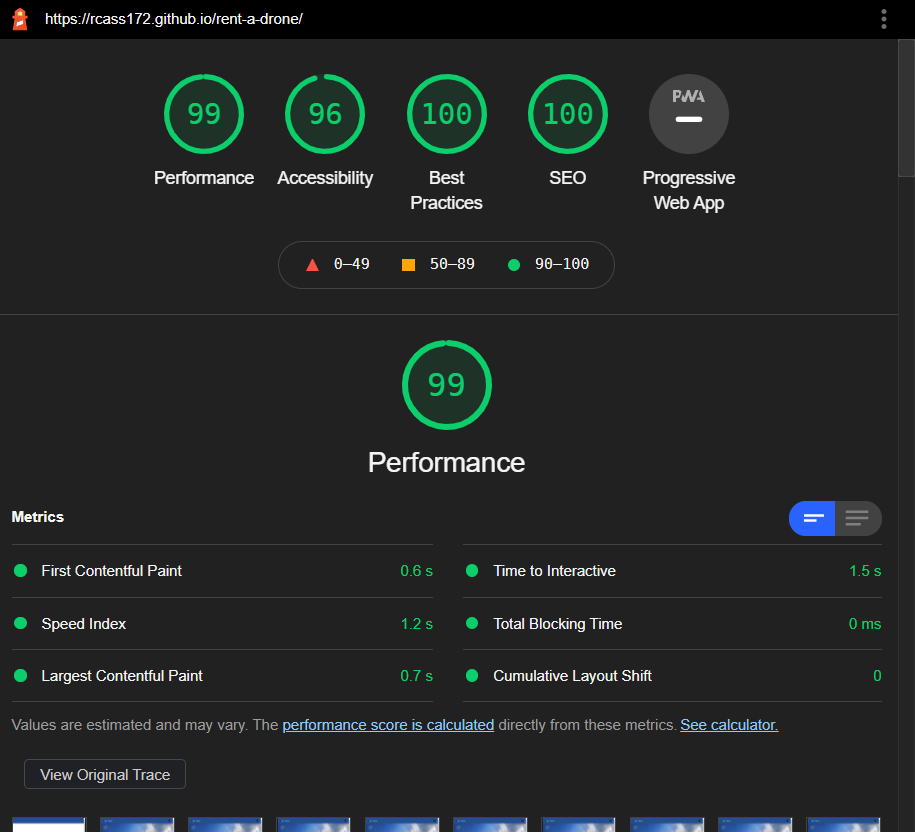 https://rcass172.github.io/rent-a-drone/
99 96 100 100 PWA
Performance Accessibility Best Practices SEO Progressive Web App
0–49 50–89 90–100
99
Performance
Metrics
First Contentful Paint 0.6 s
Time to Interactive 1.5 s
Speed Index 1.2 s
Total Blocking Time 0 ms
Largest Contentful Paint 0.7 s
Cumulative Layout Shift 0
Values are estimated and may vary. The performance score is calculated directly from these metrics. See calculator.
View Original Trace